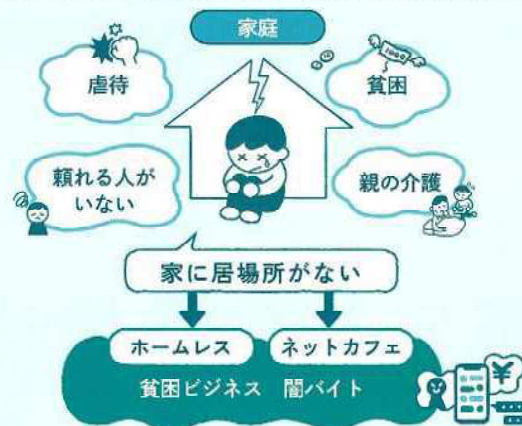 家庭
虐待
貧困
1000
頼れる人が
いない
親の介護
家に居場所がない
ホームレス
ネットカフェ
貧困ビジネス 闇バイト
¥